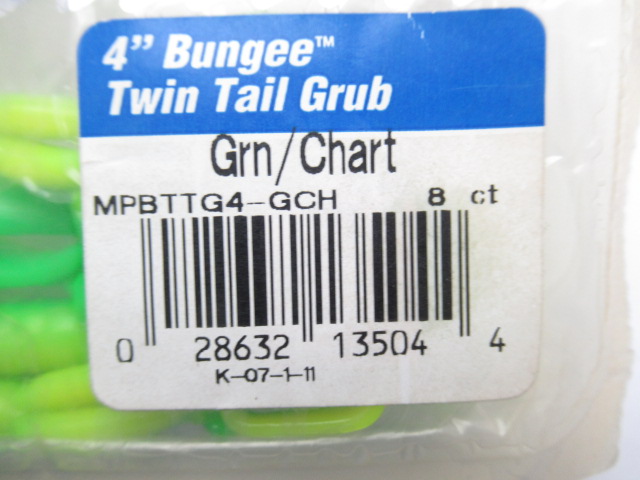 4” Bungee™
Twin Tail Grub
Grn/Chart
MPBTTG4-GCH 8 ct
0 28632 13504 4
K-07-1-11